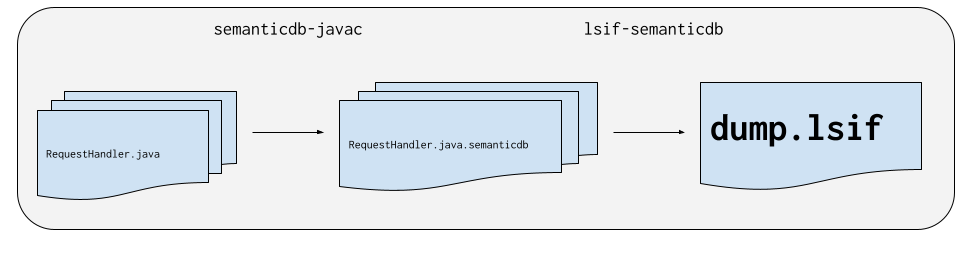 semanticdb-javac
lsif-semanticdb
RequestHandler.java
RequestHandler.java.semanticdb
dump.lsif